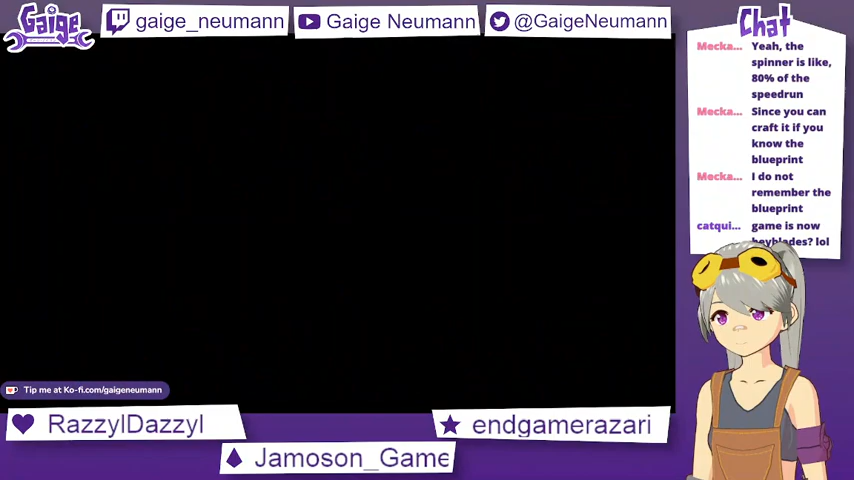 Gaige
gaige_neumann
Gaige Neumann
@GaigeNeumann
Chat
Mecka... Yeah, the
spinner is like,
80% of the
speedrun
Mecka... Since you can
craft it if you
know the
blueprint
Mecka... I do not
remember the
blueprint
catqui... game is now
beyblades? lol
Tip me at Ko-fi.com/gaigeneumann
RazzylDazzyl
endgamerazari
Jamoson_Game